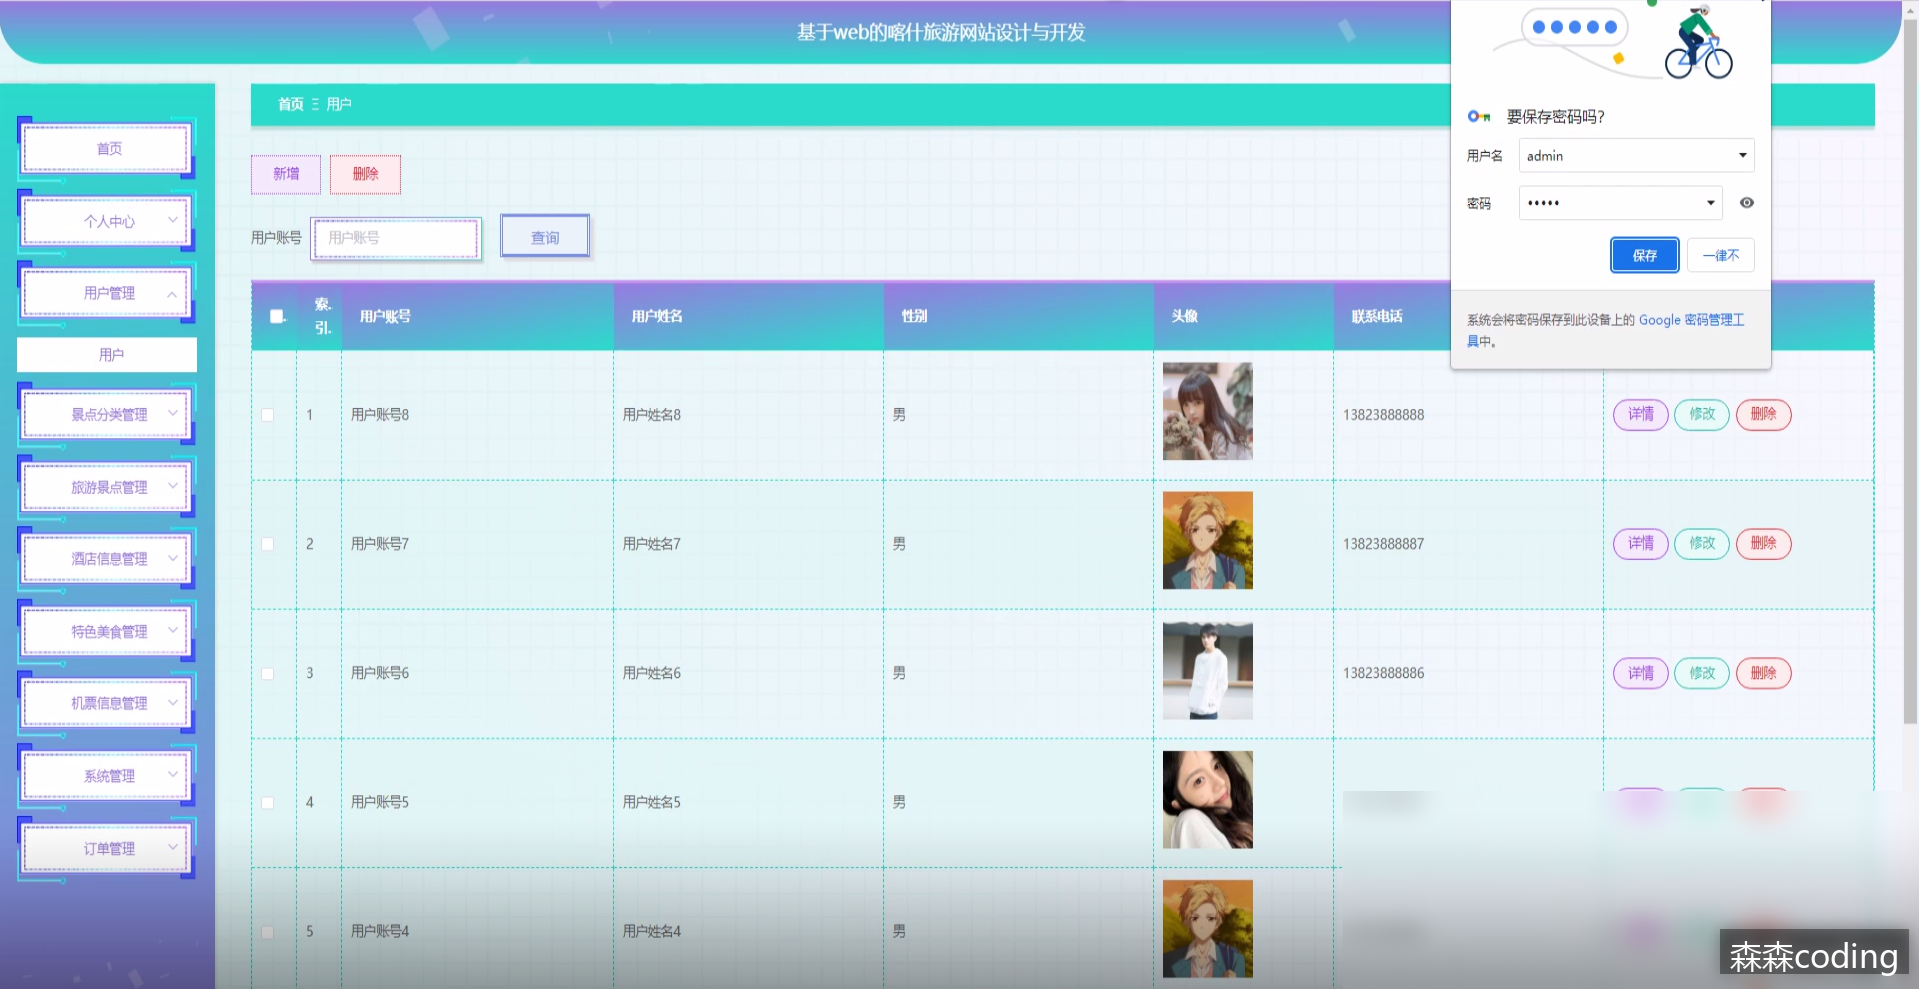 基于web的喀什旅游网站设计与开发
首页 Ξ 用户
首页
个人中心
用户管理
用户
景点分类管理
旅游景点管理
酒店信息管理
特色美食管理
机票信息管理
系统管理
订单管理
新增 删除
用户账号 用户账号 查询
索.
引.
用户账号 用户姓名 性别 头像 联系电话
1 用户账号8 用户姓名8 男 13823888888 详情 修改 删除
2 用户账号7 用户姓名7 男 13823888887 详情 修改 删除
3 用户账号6 用户姓名6 男 13823888886 详情 修改 删除
4 用户账号5 用户姓名5 男
5 用户账号4 用户姓名4 男
要保存密码吗?
用户名 admin
密码 •••••
保存 一律不
系统会将密码保存到此设备上的 Google 密码管理工
具中。
森森coding